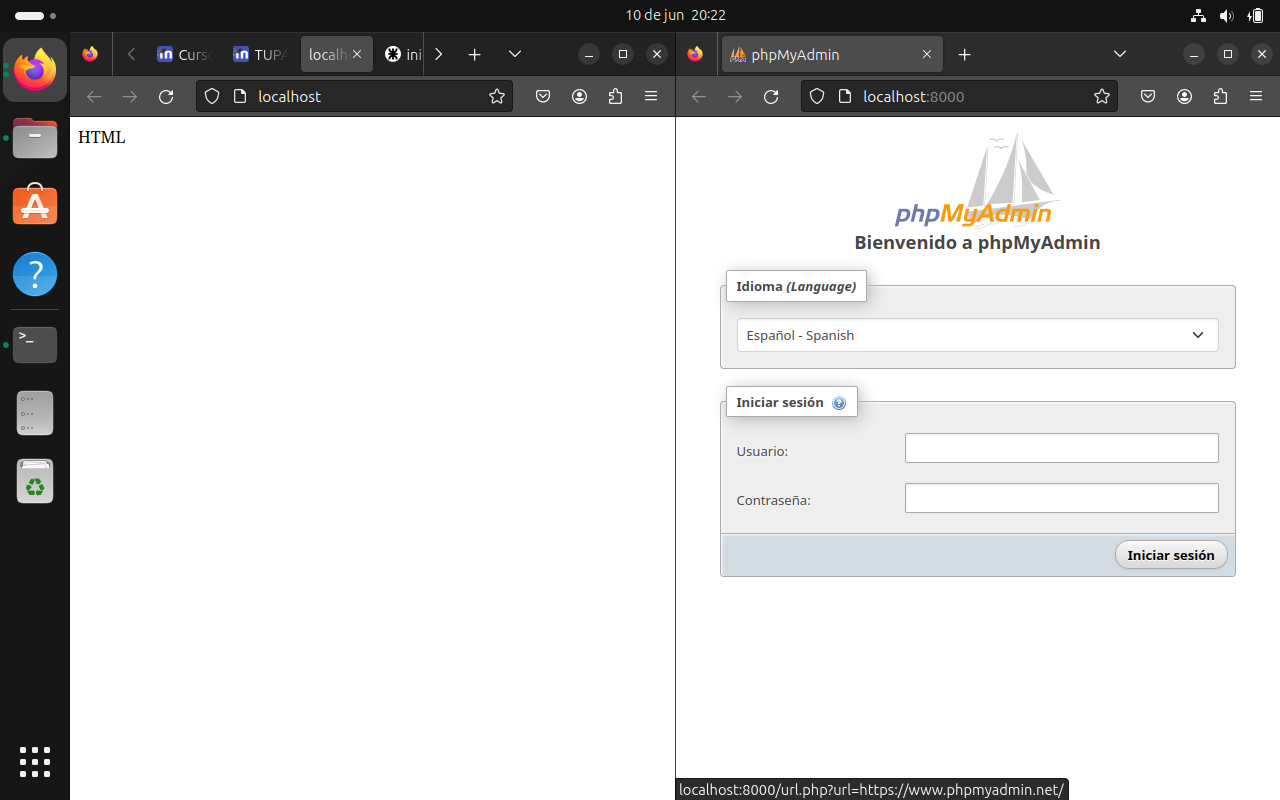 10 de jun 20:22
Curs
TUPA
localh
ini
localhost
HTML
phpMyAdmin
localhost:8000
phpMyAdmin
Bienvenido a phpMyAdmin
Idioma (Language)
Español - Spanish
Iniciar sesión
Usuario:
Contraseña:
Iniciar sesión
localhost:8000/url.php?url=https://www.phpmyadmin.net/